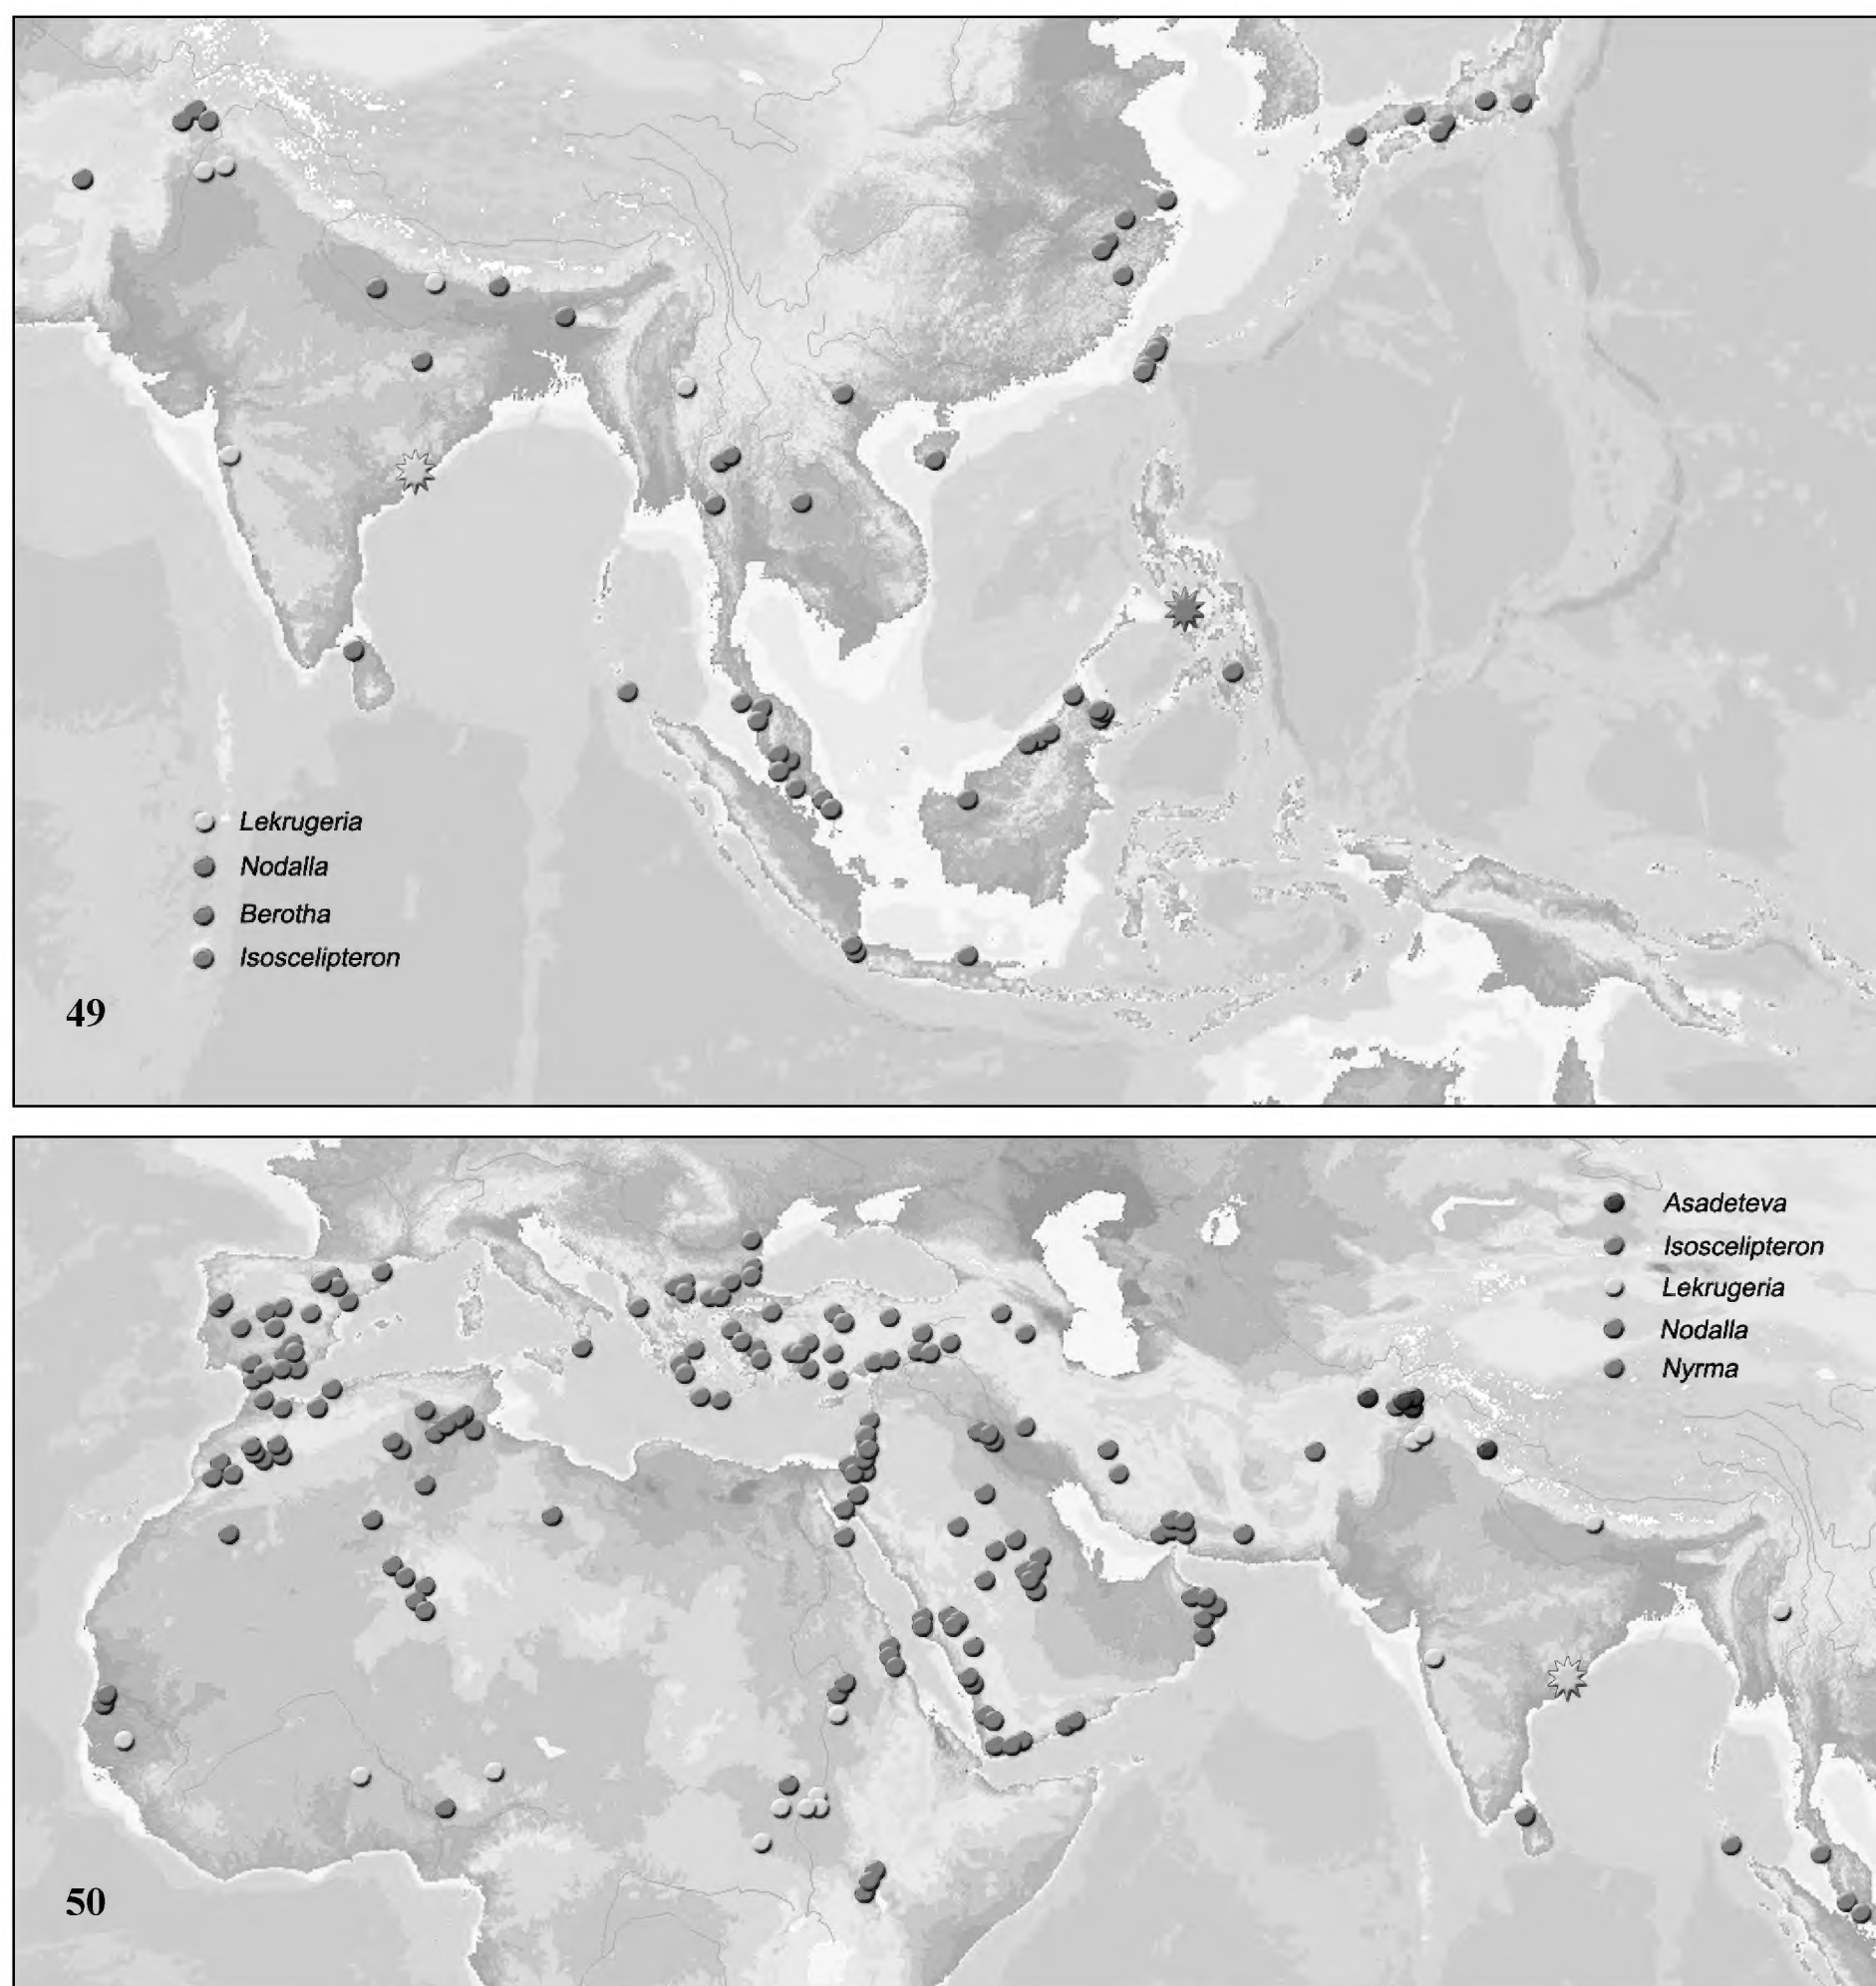 Lekrugeria
Nodalla
Berotha
Isoscelipteron
49
Asadeteva
Isoscelipteron
Lekrugeria
Nodalla
Nyrma
50